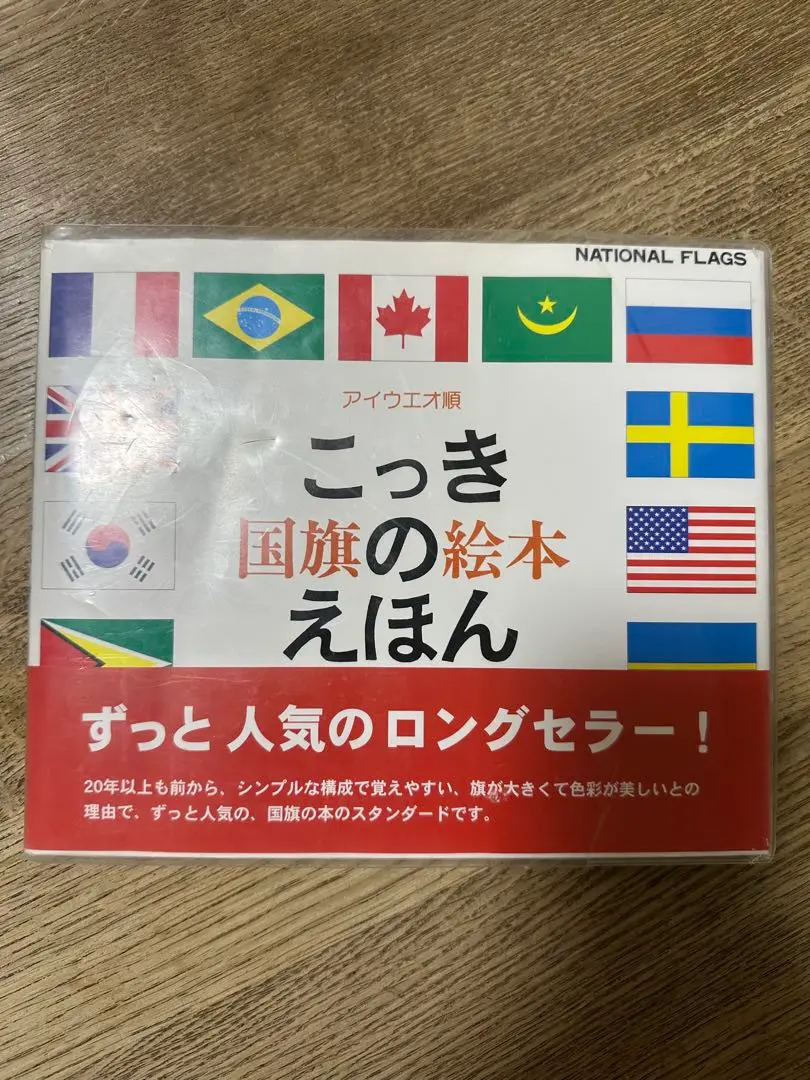 NATIONAL FLAGS
アイウエオ順
こっき
国旗の絵本
えほん
ずっと人気のロングセラー！
20年以上も前から、シンプルな構成で覚えやすい、旗が大きくて色彩が美しいとの
理由で、ずっと人気の、国旗の本のスタンダードです。